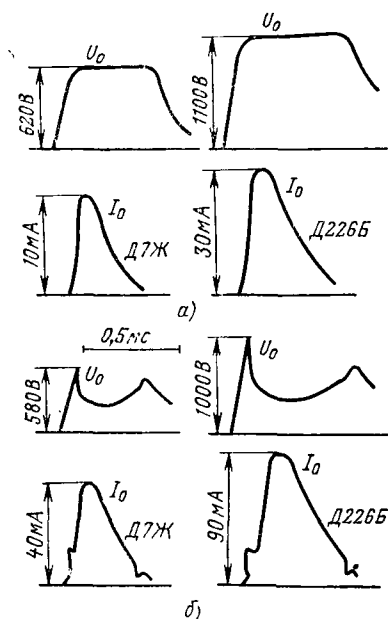 U₀
620В
U₀
1100В
I₀
10мА
Д7Ж
I₀
30мА
Д226Б
а)
0,5мс
U₀
580В
U₀
1000В
I₀
40мА
Д7Ж
I₀
90мА
Д226Б
б)